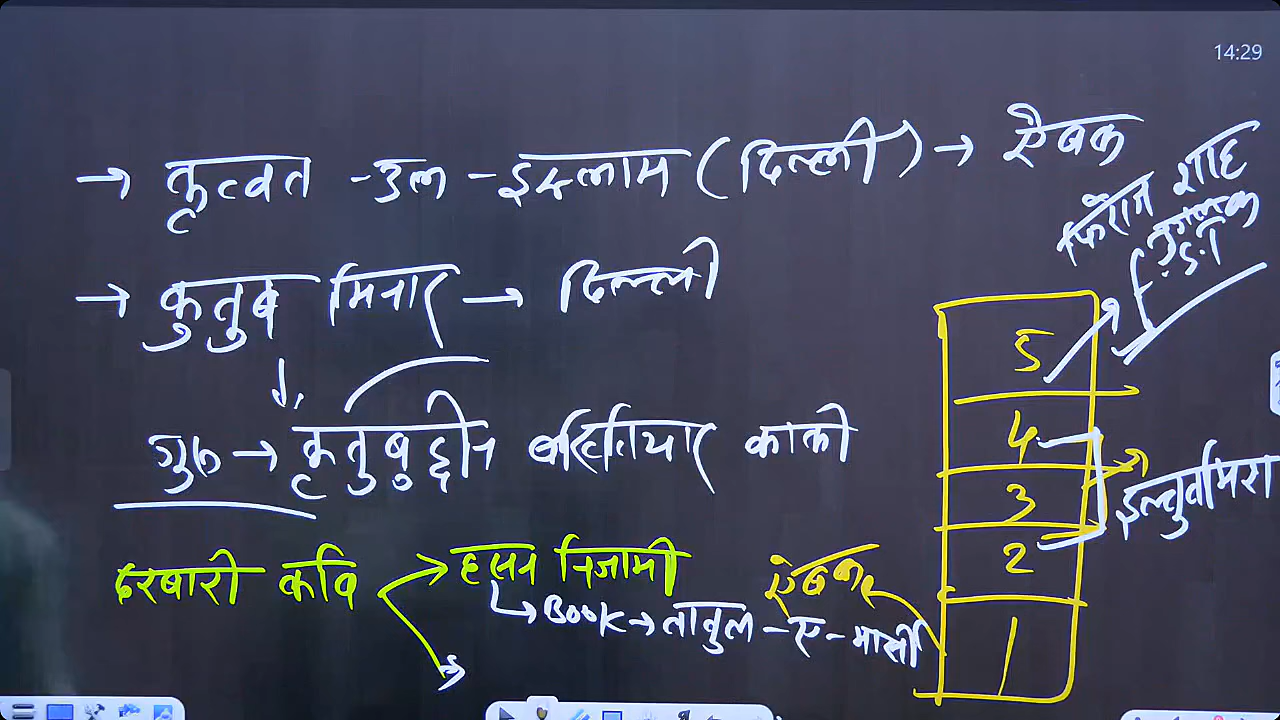 14:29
→ कुव्वत -उल -इस्लाम (दिल्ली) → ऐबक
→ कुतुब मिनार → दिल्ली
गुरु → कुतुबुद्दीन बख्तियार काकी
दरबारी कवि → हसन निजामी
Book → ताजुल - ए - मासी
फिरोज शाह
तुगलक
5
4
3
2
1
इल्तुतमिश
ऐबक